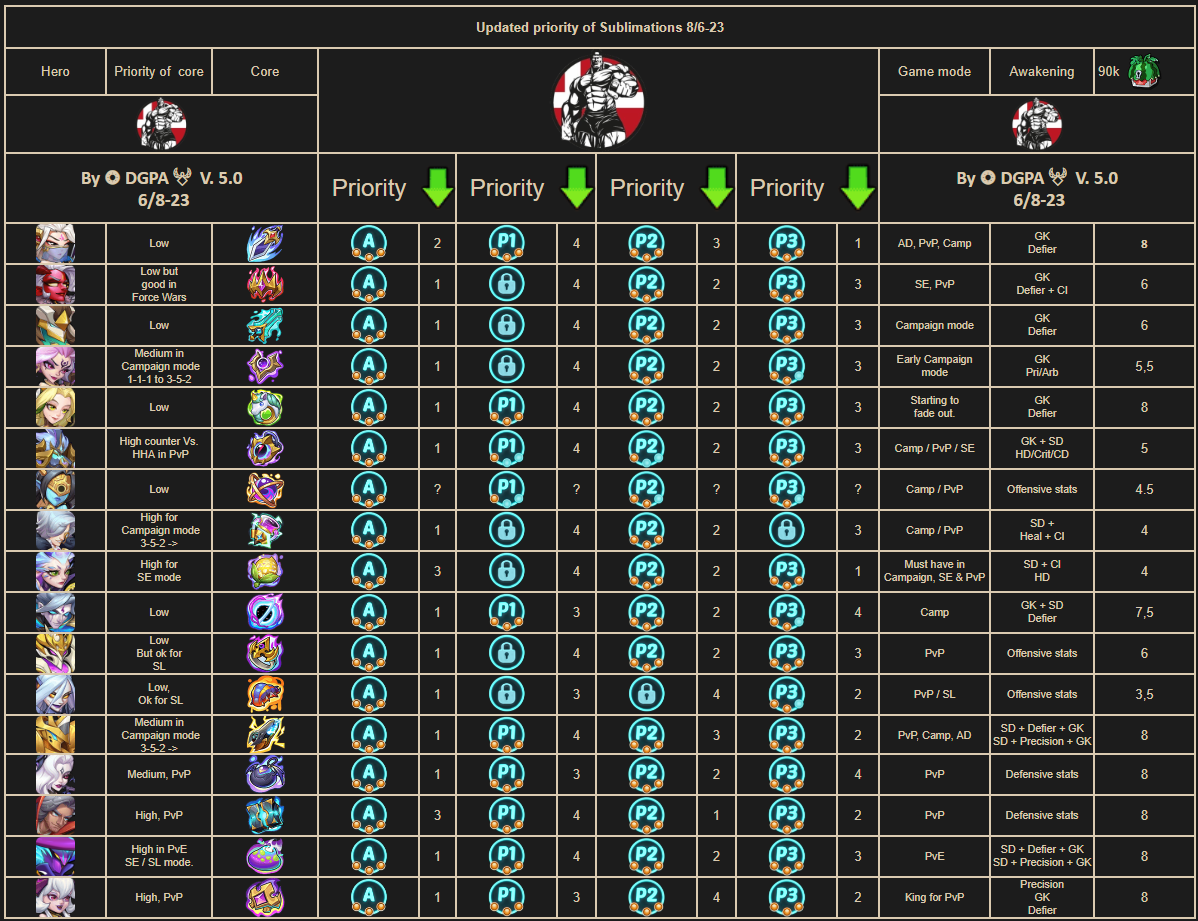 Updated priority of Sublimations 8/6-23
Hero
Priority of core
Core
Game mode
Awakening
90k
By DGPA V. 5.0
6/8-23
Priority
Priority
Priority
Priority
By DGPA V. 5.0
6/8-23
Low
A
2
P1
4
P2
3
P3
1
AD, PvP, Camp
GK
Defier
8
Low but
good in
Force Wars
A
1
4
P2
2
P3
3
SE, PvP
GK
Defier + CI
6
Low
A
1
4
P2
2
P3
3
Campaign mode
GK
Defier
6
Medium in
Campaign mode
1-1-1 to 3-5-2
A
1
4
P2
2
P3
3
Early Campaign
mode
GK
Pri/Arb
5,5
Low
A
1
P1
4
P2
2
P3
3
Starting to
fade out.
GK
Defier
8
High counter Vs.
HHA in PvP
A
1
P1
4
P2
2
P3
3
Camp / PvP / SE
GK + SD
HD/Crit/CD
5
Low
A
?
P1
?
P2
?
P3
?
Camp / PvP
Offensive stats
4.5
High for
Campaign mode
3-5-2 ->
A
1
4
P2
2
3
Camp / PvP
SD +
Heal + CI
4
High for
SE mode
A
3
4
P2
2
P3
1
Must have in
Campaign, SE & PvP
SD + CI
HD
4
Low
A
1
P1
3
P2
2
P3
4
Camp
GK + SD
Defier
7,5
Low
But ok for
SL
A
1
4
P2
2
P3
3
PvP
Offensive stats
6
Low,
Ok for SL
A
1
3
4
P3
2
PvP / SL
Offensive stats
3,5
Medium in
Campaign mode
3-5-2 ->
A
1
P1
4
P2
3
P3
2
PvP, Camp, AD
SD + Defier + GK
SD + Precision + GK
8
Medium, PvP
A
1
P1
3
P2
2
P3
4
PvP
Defensive stats
8
High, PvP
A
3
P1
4
P2
1
P3
2
PvP
Defensive stats
8
High in PvE
SE / SL mode.
A
1
P1
4
P2
2
P3
3
PvE
SD + Defier + GK
SD + Precision + GK
8
High, PvP
A
1
P1
3
P2
4
P3
2
King for PvP
Precision
GK
Defier
8